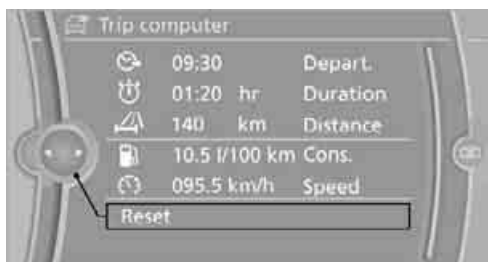 Trip computer
09:30 Depart.
01:20 hr Duration
140 km Distance
10.5 l/100 km Cons.
095.5 km/h Speed
Reset